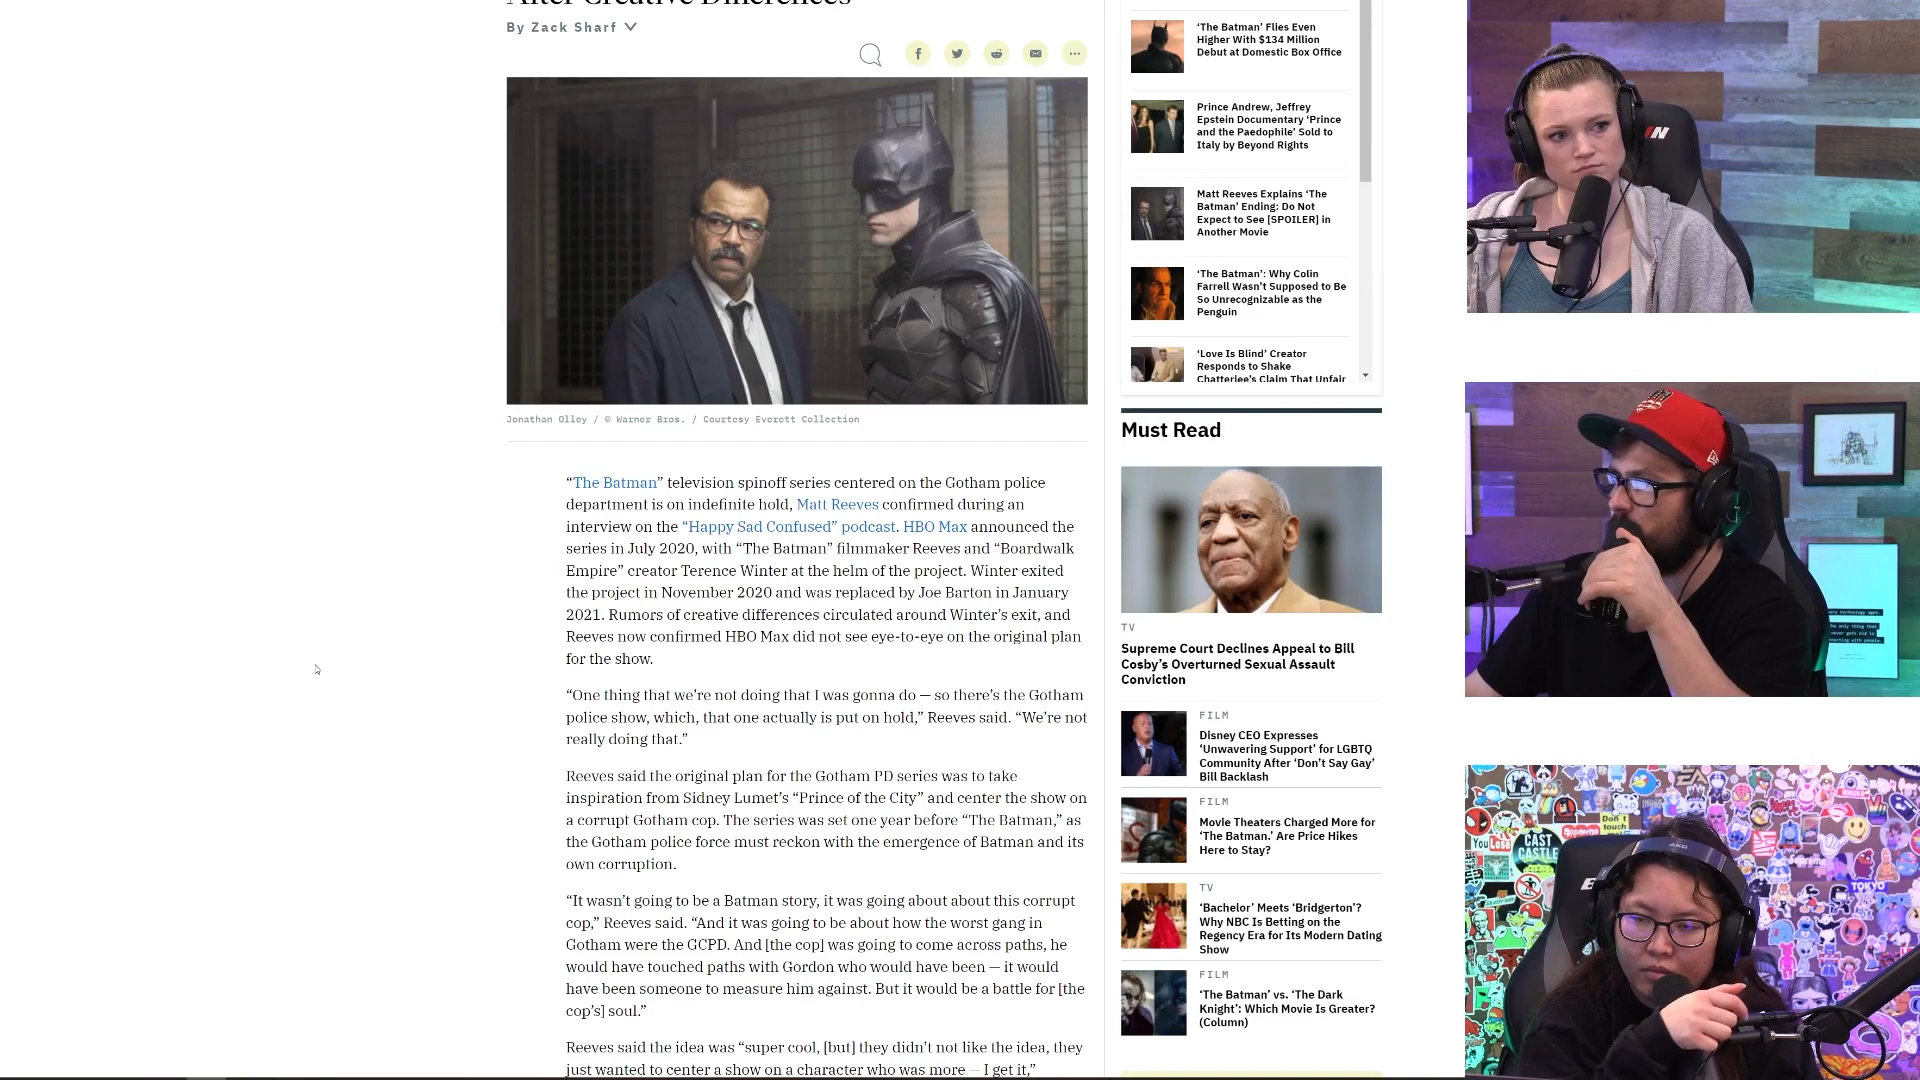 By Zack Sharf
Jonathan Olley / © Warner Bros. / Courtesy Everett Collection
“The Batman” television spinoff series centered on the Gotham police
department is on indefinite hold, Matt Reeves confirmed during an
interview on the “Happy Sad Confused” podcast. HBO Max announced the
series in July 2020, with “The Batman” filmmaker Reeves and “Boardwalk
Empire” creator Terence Winter at the helm of the project. Winter exited
the project in November 2020 and was replaced by Joe Barton in January
2021. Rumors of creative differences circulated around Winter’s exit, and
Reeves now confirmed HBO Max did not see eye-to-eye on the original plan
for the show.
“One thing that we’re not doing that I was gonna do — so there’s the Gotham
police show, which, that one actually is put on hold,” Reeves said. “We’re not
really doing that.”
Reeves said the original plan for the Gotham PD series was to take
inspiration from Sidney Lumet’s “Prince of the City” and center the show on
a corrupt Gotham cop. The series was set one year before “The Batman,” as
the Gotham police force must reckon with the emergence of Batman and its
own corruption.
“It wasn’t going to be a Batman story, it was going about about this corrupt
cop,” Reeves said. “And it was going to be about how the worst gang in
Gotham were the GCPD. And [the cop] was going to come across paths, he
would have touched paths with Gordon who would have been — it would
have been someone to measure him against. But it would be a battle for [the
cop’s] soul.”
Reeves said the idea was “super cool, [but] they didn’t not like the idea, they
just wanted to center a show on a character who was more — I get it,”
‘The Batman’ Flies Even
Higher With $134 Million
Debut at Domestic Box Office
Prince Andrew, Jeffrey
Epstein Documentary ‘Prince
and the Paedophile’ Sold to
Italy by Beyond Rights
Matt Reeves Explains ‘The
Batman’ Ending: Do Not
Expect to See [SPOILER] in
Another Movie
‘The Batman’: Why Colin
Farrell Wasn’t Supposed to Be
So Unrecognizable as the
Penguin
‘Love Is Blind’ Creator
Responds to Shake
Chatterjee's Claim That Unfair
Must Read
TV
Supreme Court Declines Appeal to Bill
Cosby’s Overturned Sexual Assault
Conviction
FILM
Disney CEO Expresses
‘Unwavering Support’ for LGBTQ
Community After ‘Don’t Say Gay’
Bill Backlash
FILM
Movie Theaters Charged More for
‘The Batman.’ Are Price Hikes
Here to Stay?
TV
‘Bachelor’ Meets ‘Bridgerton’?
Why NBC Is Betting on the
Regency Era for Its Modern Dating
Show
FILM
‘The Batman’ vs. ‘The Dark
Knight’: Which Movie Is Greater?
(Column)
Don't
touch
You Lose
CAST
CASTLE
Supreme
TOKYO
AKG